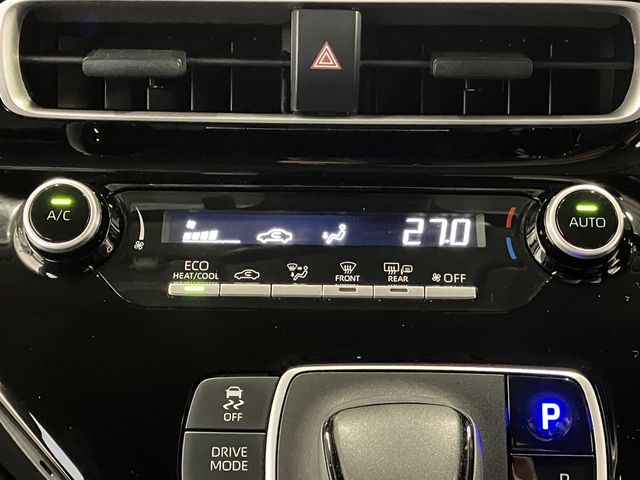 A/C
27.0
AUTO
ECO
HEAT/COOL
FRONT
REAR
OFF
OFF
DRIVE
MODE
P